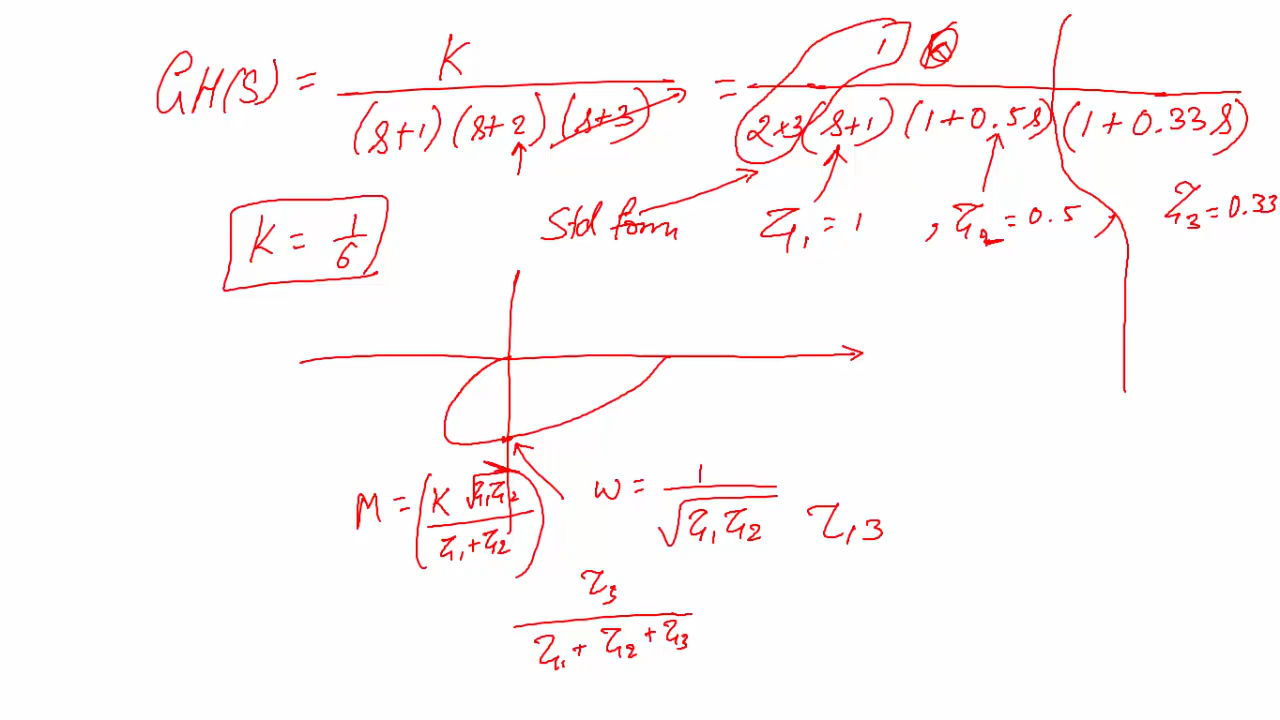 GH(s) = K / (s+1)(s+2)(s+3) = 1 K / 2×3(s+1)(1+0.5s)(1+0.33s)
K = 1/6
Std form τ1 = 1 , τ2 = 0.5 , τ3 = 0.33
M = (K √τ1τ2 / τ1+τ2) ω = 1 / √τ1τ2 τ1 3
τ3 / τ1 + τ2 + τ3